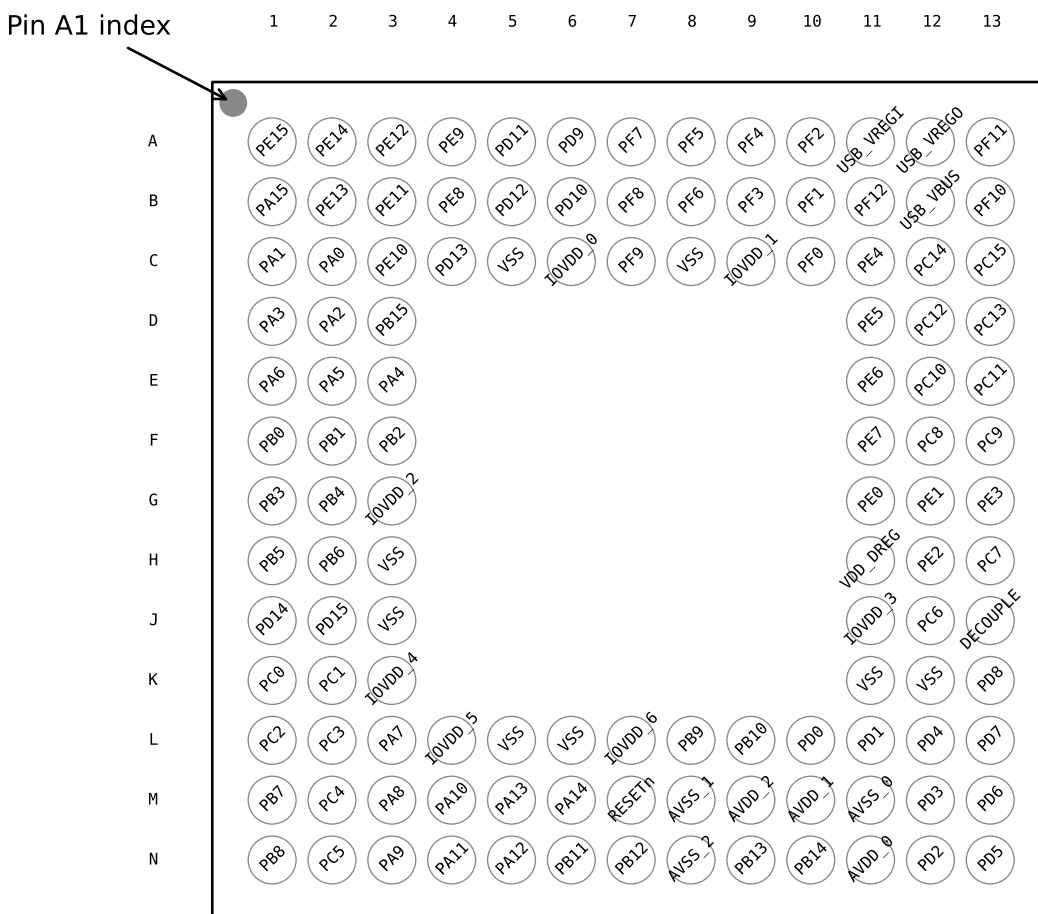 1 2 3 4 5 6 7 8 9 10 11 12 13
Pin A1 index
A PE15 PE14 PE12 PE9 PD11 PD9 PF7 PF5 PF4 PF2 USB_VREGI USB_VREGO PF11
B PA15 PE13 PE11 PE8 PD12 PD10 PF8 PF6 PF3 PF1 PF12 USB_VBUS PF10
C PA1 PA0 PE10 PD13 VSS IOVDD_0 PF9 VSS IOVDD_1 PF0 PE4 PC14 PC15
D PA3 PA2 PB15 PE5 PC12 PC13
E PA6 PA5 PA4 PE6 PC10 PC11
F PB0 PB1 PB2 PE7 PC8 PC9
G PB3 PB4 IOVDD_2 PE0 PE1 PE3
H PB5 PB6 VSS VDD_DREG PE2 PC7
J PD14 PD15 VSS IOVDD_3 PC6 DECOUPLE
K PC0 PC1 IOVDD_4 VSS VSS PD8
L PC2 PC3 PA7 IOVDD_5 VSS VSS IOVDD_6 PB9 PB10 PD0 PD1 PD4 PD7
M PB7 PC4 PA8 PA10 PA13 PA14 RESETn AVSS_1 AVDD_2 AVDD_1 AVSS_0 PD3 PD6
N PB8 PC5 PA9 PA11 PA12 PB11 PB12 AVSS_2 PB13 PB14 AVDD_0 PD2 PD5